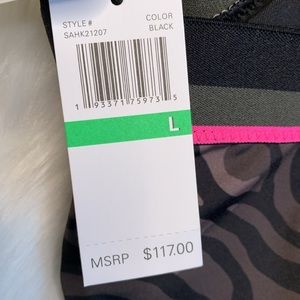 STYLE # COLOR
SAHK21207 BLACK
1 93371 75973 5
L
MSRP $117.00